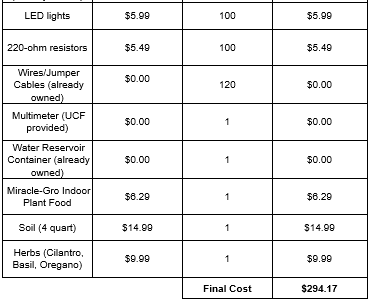 LED lights $5.99 100 $5.99
220-ohm resistors $5.49 100 $5.49
Wires/Jumper
Cables (already
owned) $0.00 120 $0.00
Multimeter (UCF
provided) $0.00 1 $0.00
Water Reservoir
Container (already
owned) $0.00 1 $0.00
Miracle-Gro Indoor
Plant Food $6.29 1 $6.29
Soil (4 quart) $14.99 1 $14.99
Herbs (Cilantro,
Basil, Oregano) $9.99 1 $9.99
Final Cost $294.17